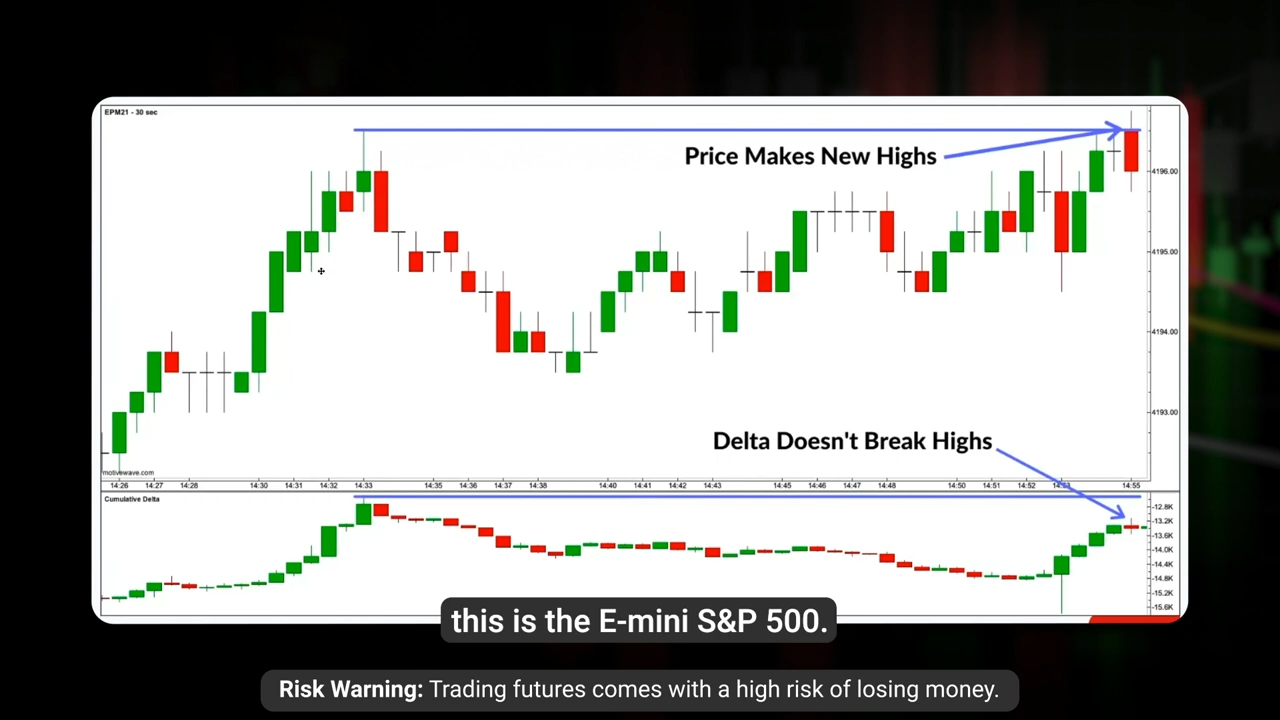 EPM21 - 30 sec
Price Makes New Highs
4196.00
4195.00
4194.00
4193.00
Delta Doesn't Break Highs
motivewave.com
14:26 14:27 14:28 14:30 14:31 14:32 14:33 14:35 14:36 14:37 14:38 14:40 14:41 14:42 14:43 14:45 14:46 14:47 14:48 14:50 14:51 14:52 14:53 14:55
Cumulative Delta
-12.8K
-13.2K
-13.6K
-14.0K
-14.4K
-14.8K
-15.2K
-15.6K
this is the E-mini S&P 500.
Risk Warning: Trading futures comes with a high risk of losing money.